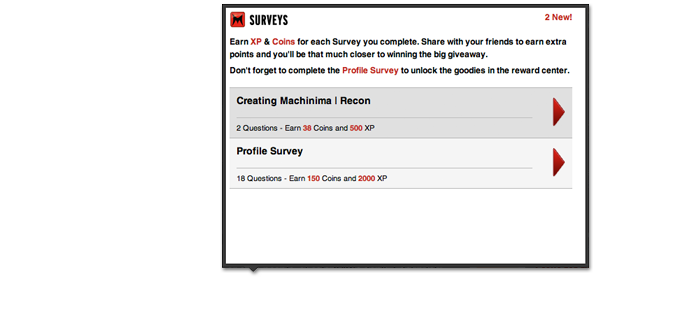 SURVEYS
2 New!
Earn XP & Coins for each Survey you complete. Share with your friends to earn extra
points and you'll be that much closer to winning the big giveaway.
Don't forget to complete the Profile Survey to unlock the goodies in the reward center.
Creating Machinima | Recon
2 Questions - Earn 38 Coins and 500 XP
Profile Survey
18 Questions - Earn 150 Coins and 2000 XP